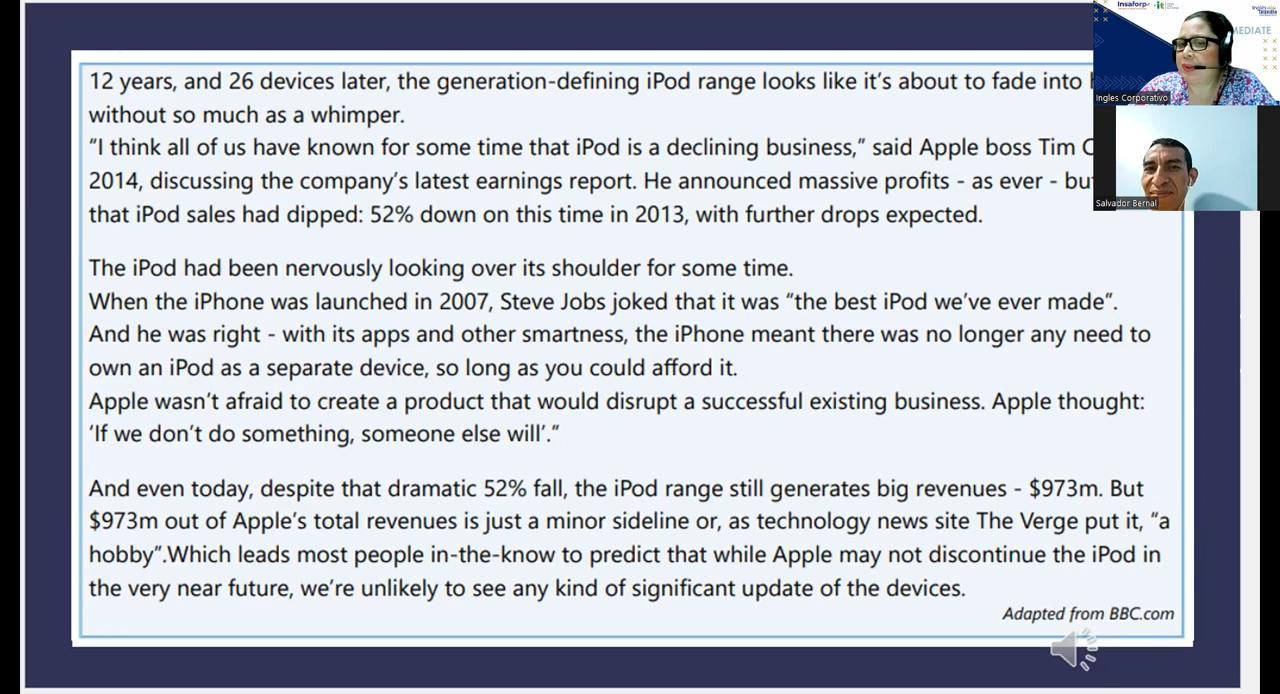 12 years, and 26 devices later, the generation-defining iPod range looks like it's about to fade into
without so much as a whimper.
“I think all of us have known for some time that iPod is a declining business,” said Apple boss Tim
2014, discussing the company's latest earnings report. He announced massive profits - as ever -
that iPod sales had dipped: 52% down on this time in 2013, with further drops expected.
The iPod had been nervously looking over its shoulder for some time.
When the iPhone was launched in 2007, Steve Jobs joked that it was “the best iPod we've ever made”.
And he was right - with its apps and other smartness, the iPhone meant there was no longer any need to
own an iPod as a separate device, so long as you could afford it.
Apple wasn't afraid to create a product that would disrupt a successful existing business. Apple thought:
‘If we don't do something, someone else will’.”
And even today, despite that dramatic 52% fall, the iPod range still generates big revenues - $973m. But
$973m out of Apple's total revenues is just a minor sideline or, as technology news site The Verge put it, “a
hobby”.Which leads most people in-the-know to predict that while Apple may not discontinue the iPod in
the very near future, we're unlikely to see any kind of significant update of the devices.
Adapted from BBC.com
Insaforp
Ingles Corporativo
Salvador Bernal